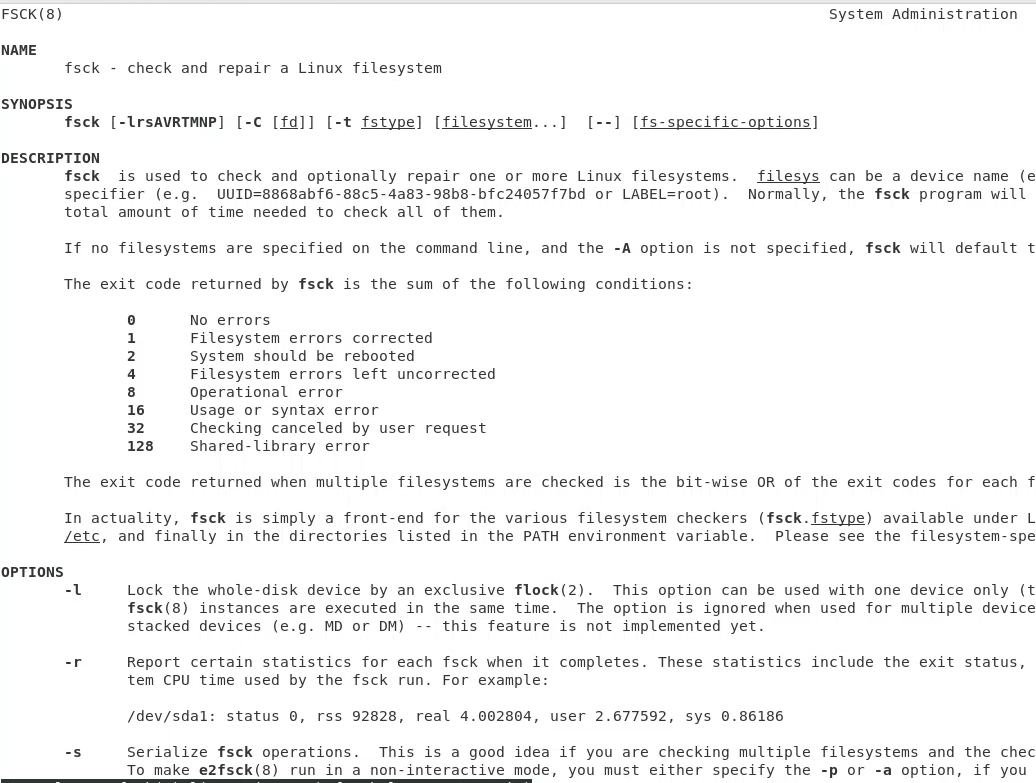 FSCK(8) System Administration
NAME
fsck - check and repair a Linux filesystem
SYNOPSIS
fsck [-lrsAVRTMNP] [-C [fd]] [-t fstype] [filesystem...] [--] [fs-specific-options]
DESCRIPTION
fsck is used to check and optionally repair one or more Linux filesystems. filesys can be a device name (e
specifier (e.g. UUID=8868abf6-88c5-4a83-98b8-bfc24057f7bd or LABEL=root). Normally, the fsck program will
total amount of time needed to check all of them.
If no filesystems are specified on the command line, and the -A option is not specified, fsck will default t
The exit code returned by fsck is the sum of the following conditions:
0 No errors
1 Filesystem errors corrected
2 System should be rebooted
4 Filesystem errors left uncorrected
8 Operational error
16 Usage or syntax error
32 Checking canceled by user request
128 Shared-library error
The exit code returned when multiple filesystems are checked is the bit-wise OR of the exit codes for each f
In actuality, fsck is simply a front-end for the various filesystem checkers (fsck.fstype) available under L
/etc, and finally in the directories listed in the PATH environment variable. Please see the filesystem-spe
OPTIONS
-l Lock the whole-disk device by an exclusive flock(2). This option can be used with one device only (t
fsck(8) instances are executed in the same time. The option is ignored when used for multiple device
stacked devices (e.g. MD or DM) -- this feature is not implemented yet.
-r Report certain statistics for each fsck when it completes. These statistics include the exit status,
tem CPU time used by the fsck run. For example:
/dev/sda1: status 0, rss 92828, real 4.002804, user 2.677592, sys 0.86186
-s Serialize fsck operations. This is a good idea if you are checking multiple filesystems and the chec
To make e2fsck(8) run in a non-interactive mode, you must either specify the -p or -a option, if you